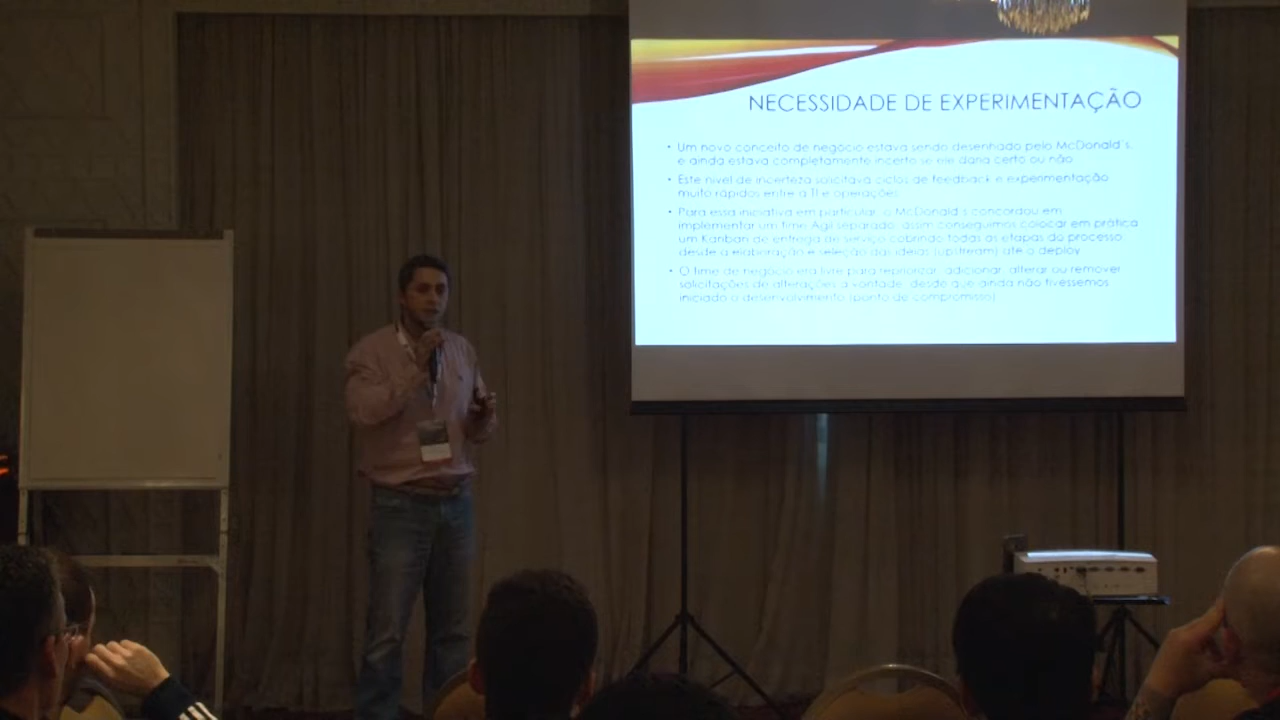 NECESSIDADE DE EXPERIMENTAÇÃO
• Um novo conceito de negócio estava sendo desenhado pelo McDonald's,
e ainda estava completamente incerto se ele daria certo ou não.
• Este nível de incerteza solicitava ciclos de feedback e experimentação
muito rápidos entre a TI e operações.
• Para essa iniciativa em particular, o McDonald's concordou em
implementar um time Ágil separado, assim conseguimos colocar em prática
um Kanban de entrega de serviço cobrindo todas as etapas do processo,
desde a elaboração e seleção das ideias (upstream) até o deploy.
• O time de negócio era livre para repriorizar, adicionar, alterar ou remover
solicitações de alterações a vontade, desde que ainda não tivéssemos
iniciado o desenvolvimento (ponto de compromisso).